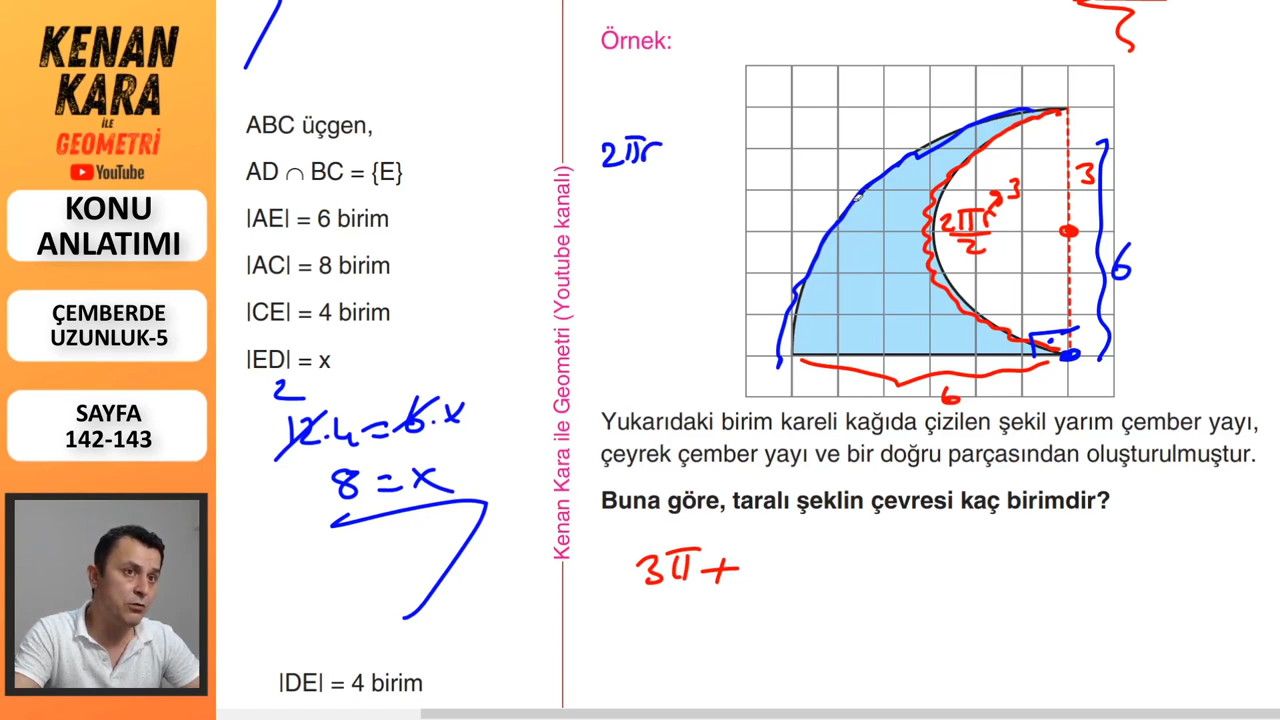 KENAN
KARA
İLE
GEOMETRİ
YouTube
KONU
ANLATIMI
ÇEMBERDE
UZUNLUK-5
SAYFA
142-143
ABC üçgen,
AD ∩ BC = {E}
|AE| = 6 birim
|AC| = 8 birim
|CE| = 4 birim
|ED| = x
2
12.4=6.x
8=x
|DE| = 4 birim
Kenan Kara ile Geometri (Youtube kanalı)
Örnek:
2πr
3
2πr 3
2
6
6
Yukarıdaki birim kareli kağıda çizilen şekil yarım çember yayı,
çeyrek çember yayı ve bir doğru parçasından oluşturulmuştur.
Buna göre, taralı şeklin çevresi kaç birimdir?
3π+